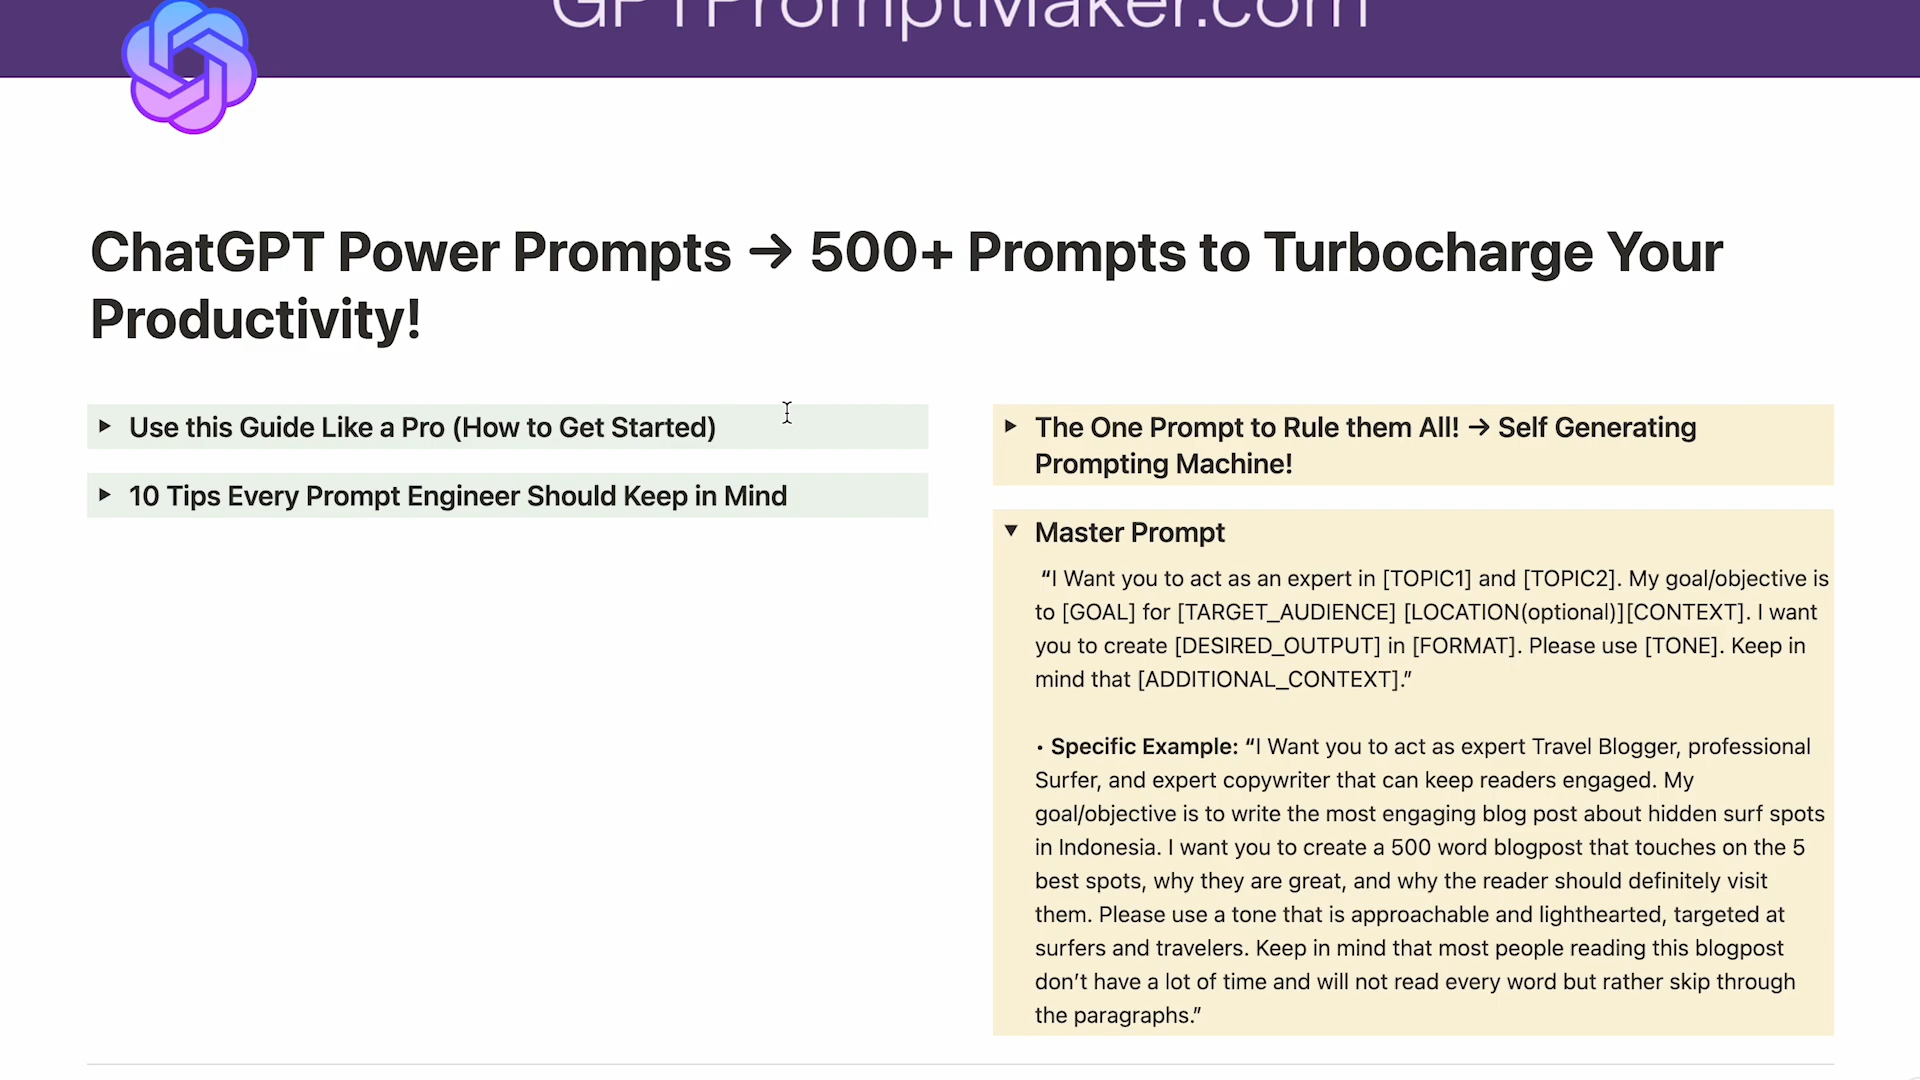 GPTPromptMaker.com
ChatGPT Power Prompts → 500+ Prompts to Turbocharge Your
Productivity!
Use this Guide Like a Pro (How to Get Started)
10 Tips Every Prompt Engineer Should Keep in Mind
The One Prompt to Rule them All! → Self Generating
Prompting Machine!
Master Prompt
“I Want you to act as an expert in [TOPIC1] and [TOPIC2]. My goal/objective is
to [GOAL] for [TARGET_AUDIENCE] [LOCATION(optional)][CONTEXT]. I want
you to create [DESIRED_OUTPUT] in [FORMAT]. Please use [TONE]. Keep in
mind that [ADDITIONAL_CONTEXT].”
• Specific Example: “I Want you to act as expert Travel Blogger, professional
Surfer, and expert copywriter that can keep readers engaged. My
goal/objective is to write the most engaging blog post about hidden surf spots
in Indonesia. I want you to create a 500 word blogpost that touches on the 5
best spots, why they are great, and why the reader should definitely visit
them. Please use a tone that is approachable and lighthearted, targeted at
surfers and travelers. Keep in mind that most people reading this blogpost
don’t have a lot of time and will not read every word but rather skip through
the paragraphs.”